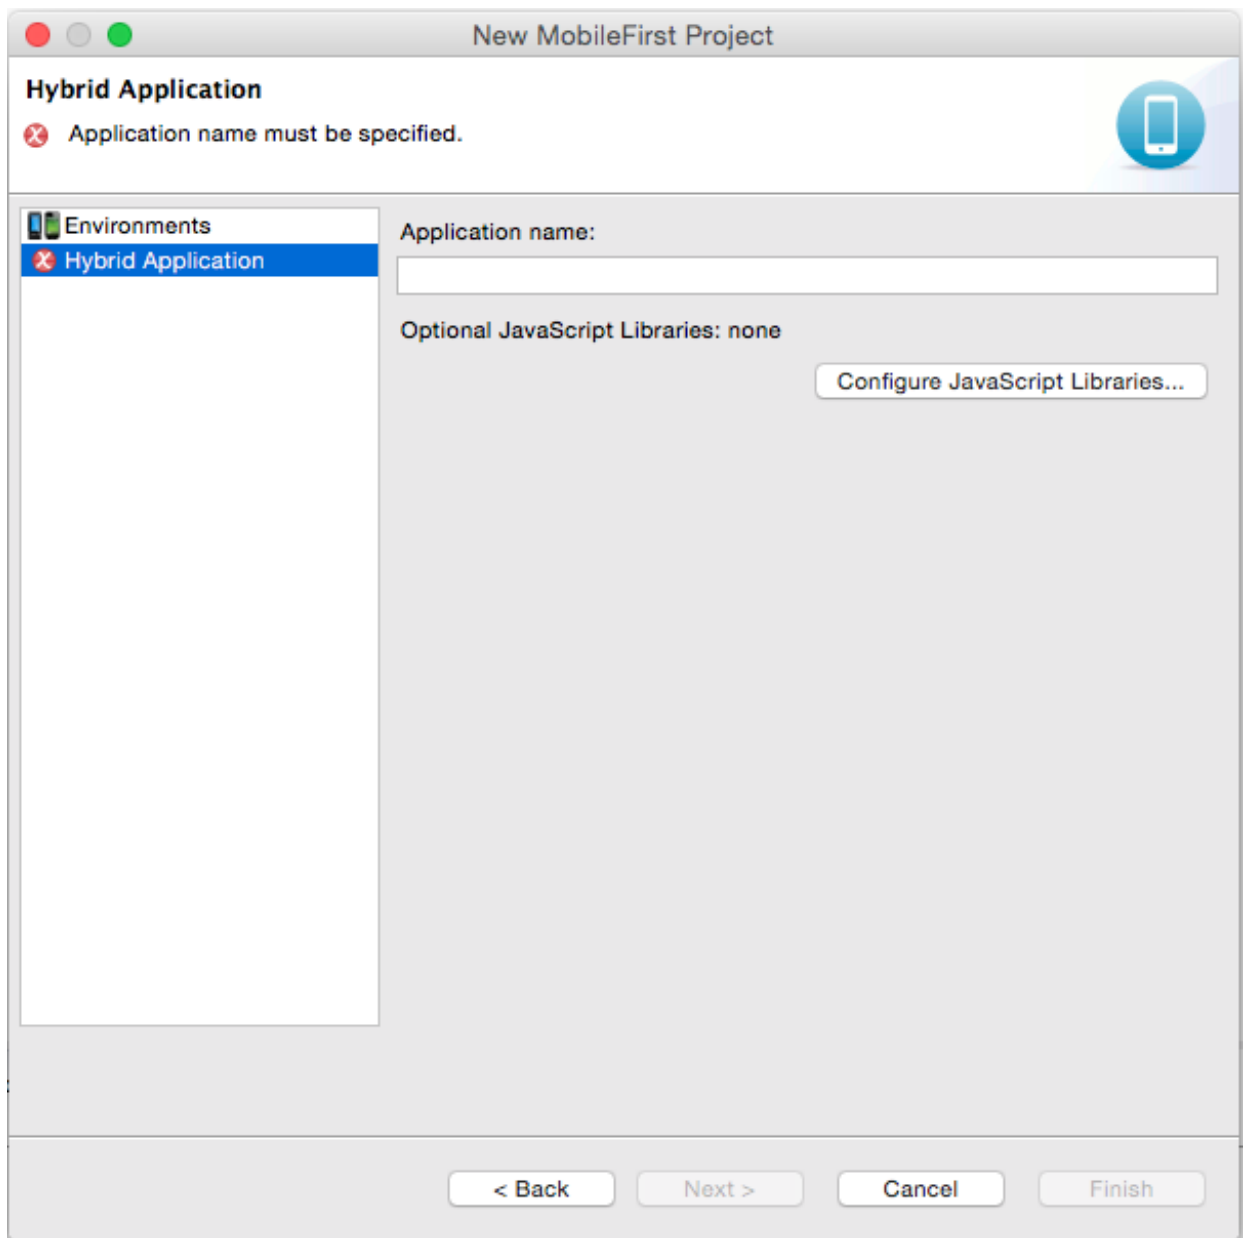 New MobileFirst Project
Hybrid Application
Application name must be specified.
Environments
Hybrid Application
Application name:
Optional JavaScript Libraries: none
Configure JavaScript Libraries...
< Back
Next >
Cancel
Finish